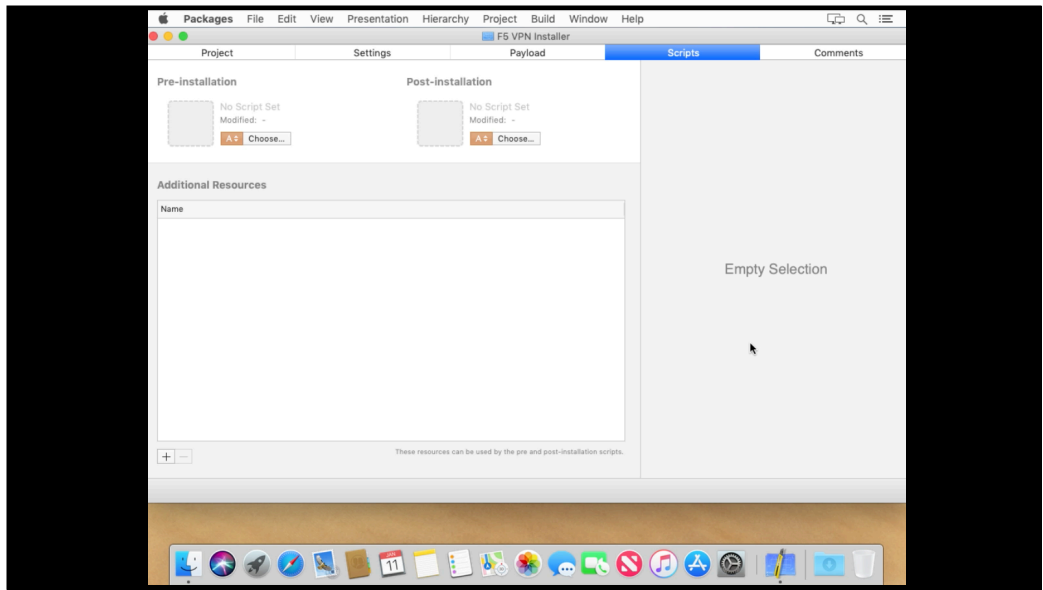 Packages File Edit View Presentation Hierarchy Project Build Window Help
F5 VPN Installer
Project Settings Payload Scripts Comments
Pre-installation Post-installation
No Script Set No Script Set
Modified: - Modified: -
A Choose... A Choose...
Additional Resources
Name
Empty Selection
+ − These resources can be used by the pre and post-installation scripts.
JAN
11